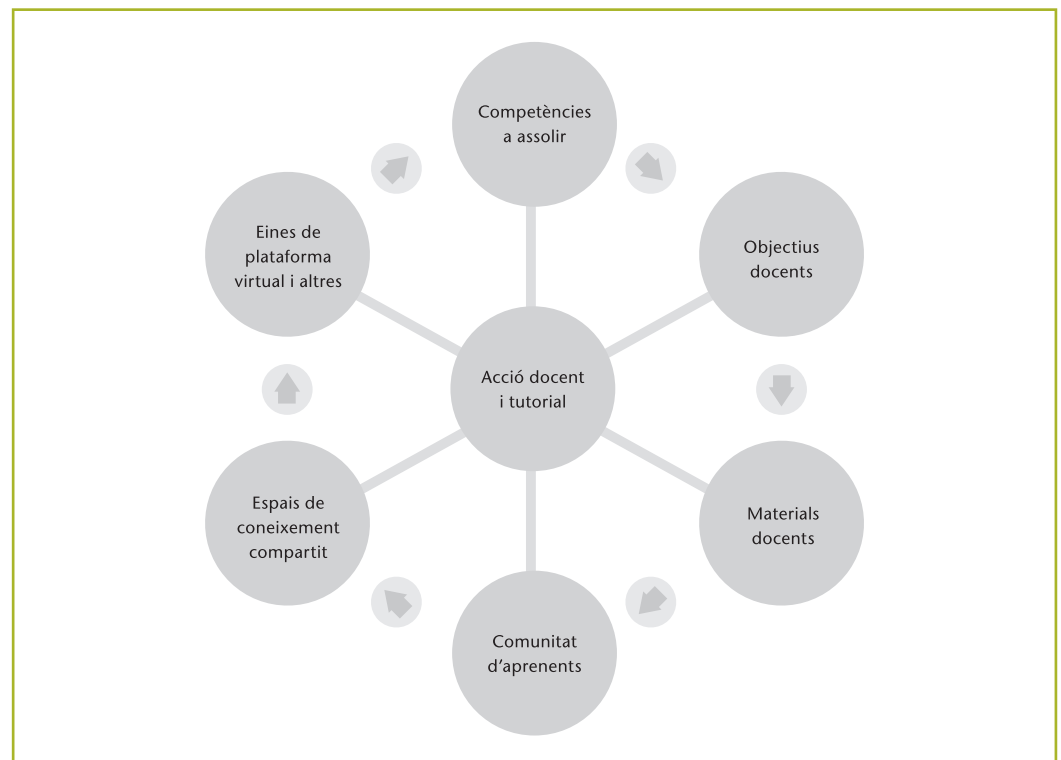 Competències
a assolir
Eines de
plataforma
virtual i altres
Objectius
docents
Acció docent
i tutorial
Espais de
coneixement
compartit
Materials
docents
Comunitat
d'aprenents